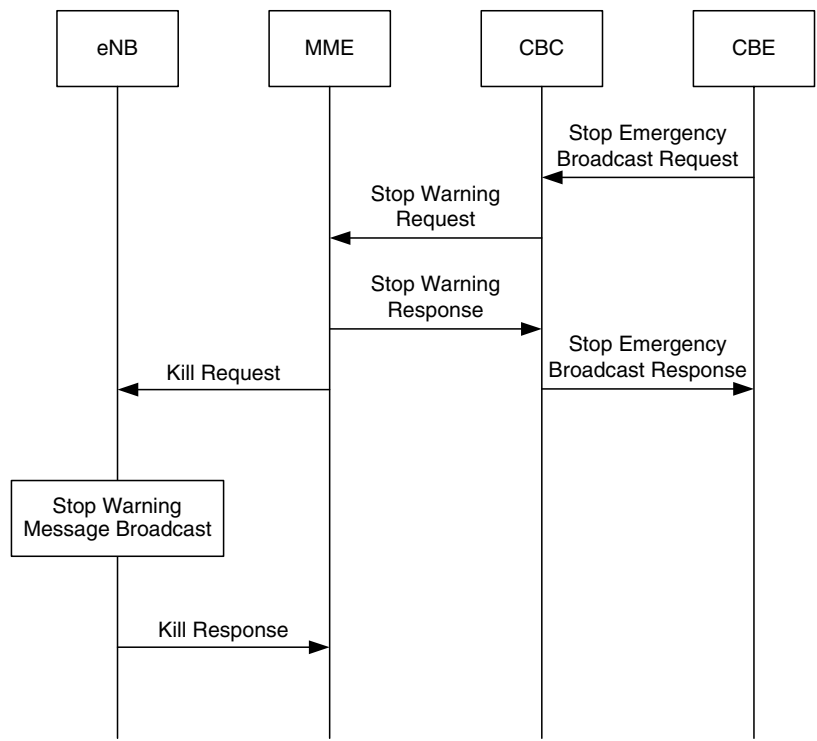 eNB
MME
CBC
CBE
Stop Emergency
Broadcast Request
Stop Warning
Request
Stop Warning
Response
Stop Emergency
Broadcast Response
Kill Request
Stop Warning
Message Broadcast
Kill Response